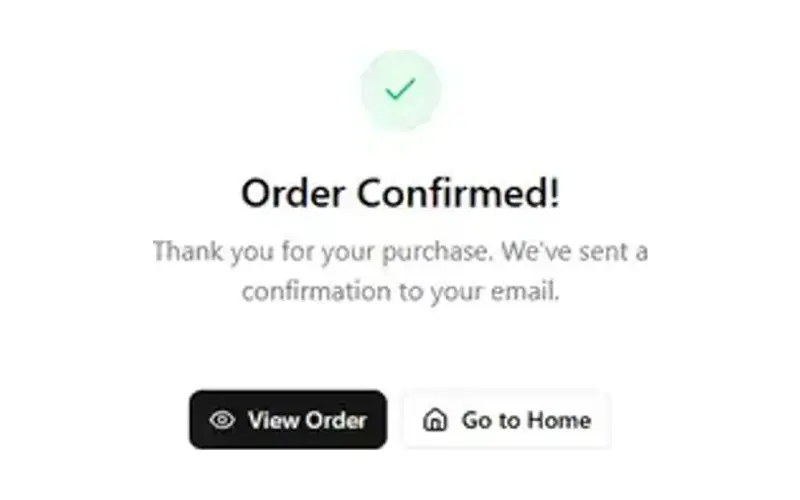 Order Confirmed!
Thank you for your purchase. We've sent a
confirmation to your email.
View Order
Go to Home